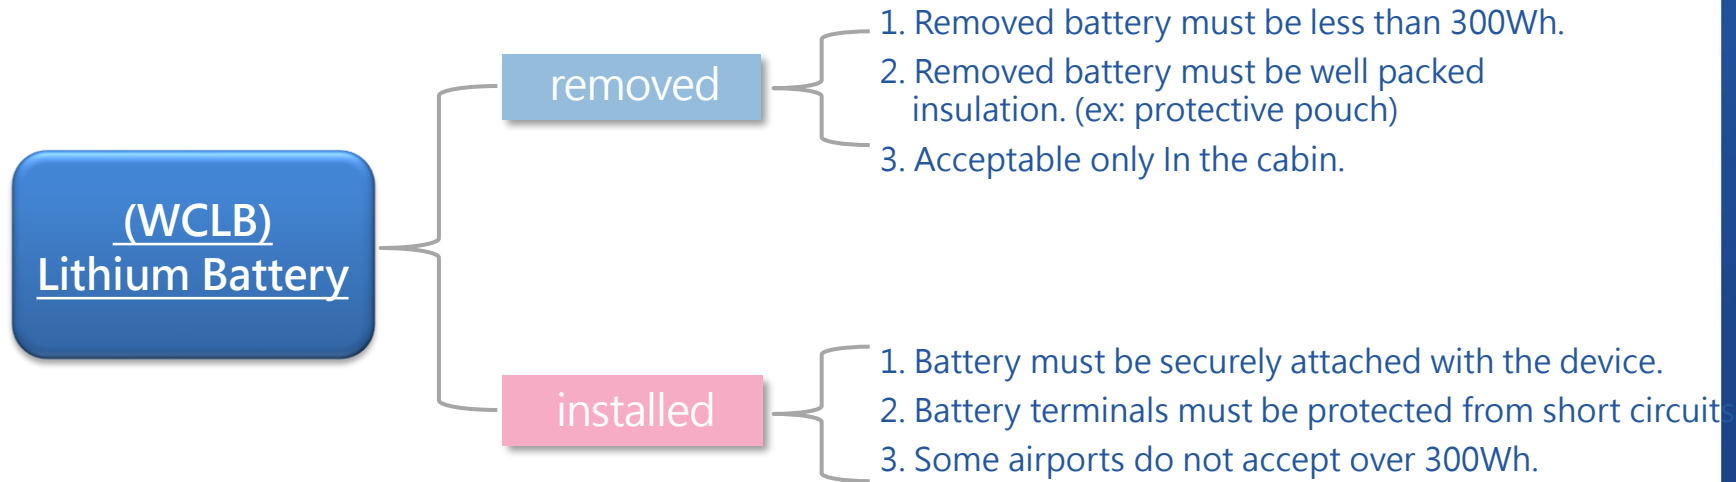 (WCLB)
Lithium Battery
removed
1. Removed battery must be less than 300Wh.
2. Removed battery must be well packed
insulation. (ex: protective pouch)
3. Acceptable only In the cabin.
installed
1. Battery must be securely attached with the device.
2. Battery terminals must be protected from short circuits
3. Some airports do not accept over 300Wh.